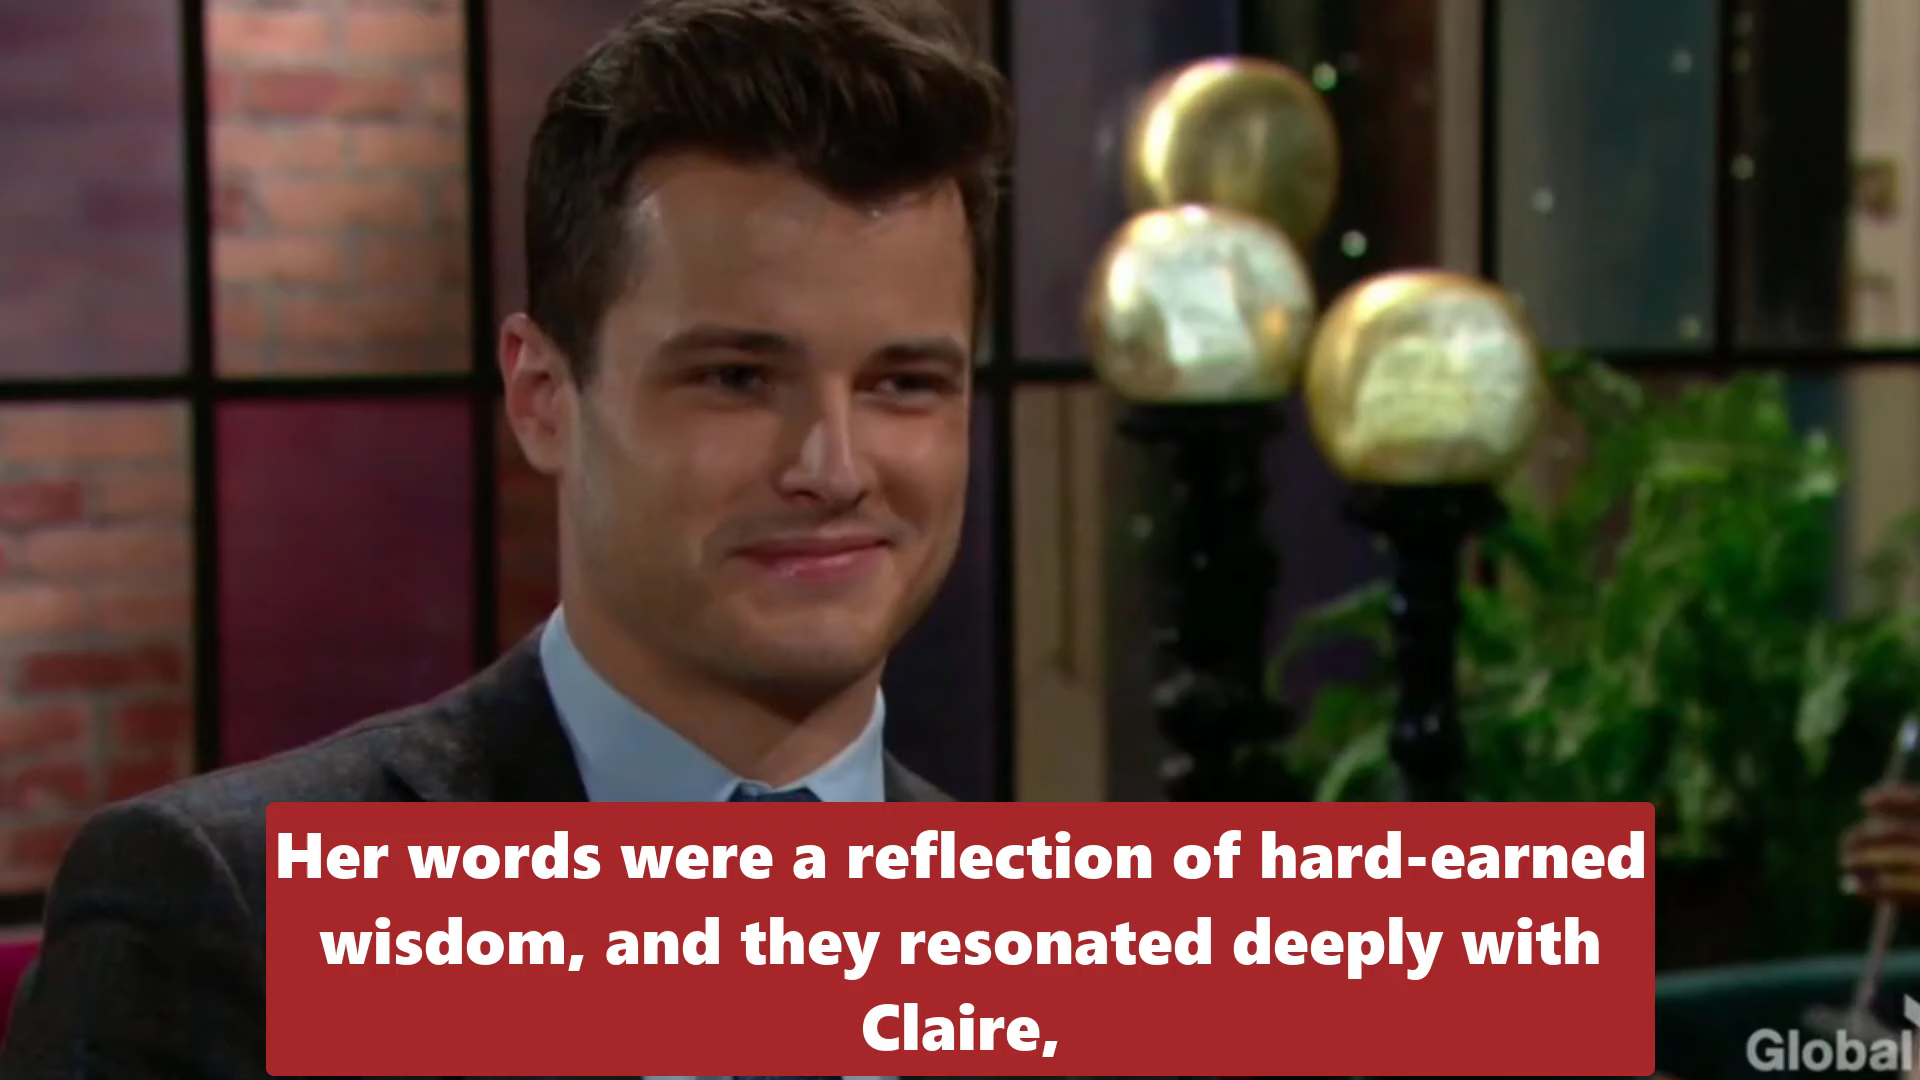 Her words were a reflection of hard-earned
wisdom, and they resonated deeply with
Claire,
Global